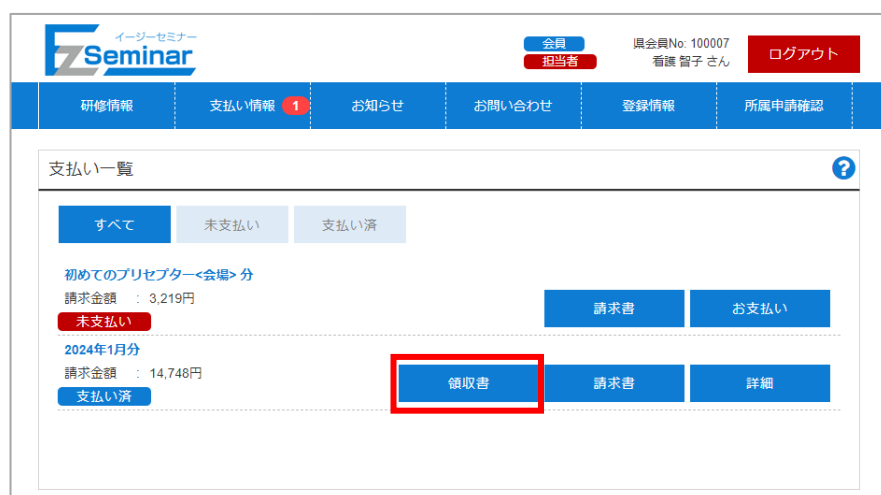 イージーセミナー
EZ Seminar
会員
担当者
県会員No: 100007
看護 智子 さん
ログアウト
研修情報 支払い情報 1 お知らせ お問い合わせ 登録情報 所属申請確認
支払い一覧 ?
すべて 未支払い 支払い済
初めてのプリセプター<会場> 分
請求金額 : 3,219円
未支払い
請求書 お支払い
2024年1月分
請求金額 : 14,748円
支払い済
領収書 請求書 詳細